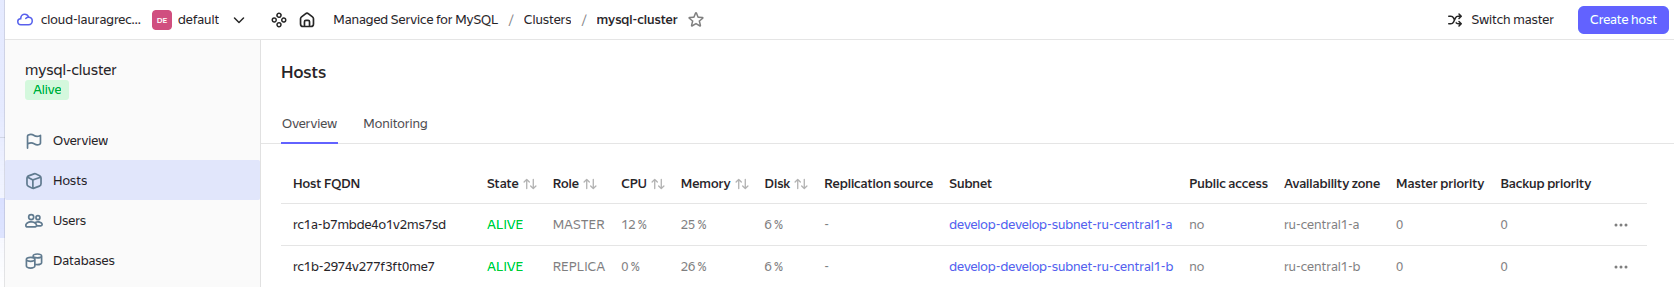 cloud-lauragrec... DE default Managed Service for MySQL / Clusters / mysql-cluster Switch master Create host
mysql-cluster
Alive
Overview
Hosts
Users
Databases
Hosts
Overview Monitoring
Host FQDN State Role CPU Memory Disk Replication source Subnet Public access Availability zone Master priority Backup priority
rc1a-b7mbde4o1v2ms7sd ALIVE MASTER 12 % 25 % 6 % - develop-develop-subnet-ru-central1-a no ru-central1-a 0 0
rc1b-2974v277f3ft0me7 ALIVE REPLICA 0 % 26 % 6 % - develop-develop-subnet-ru-central1-b no ru-central1-b 0 0